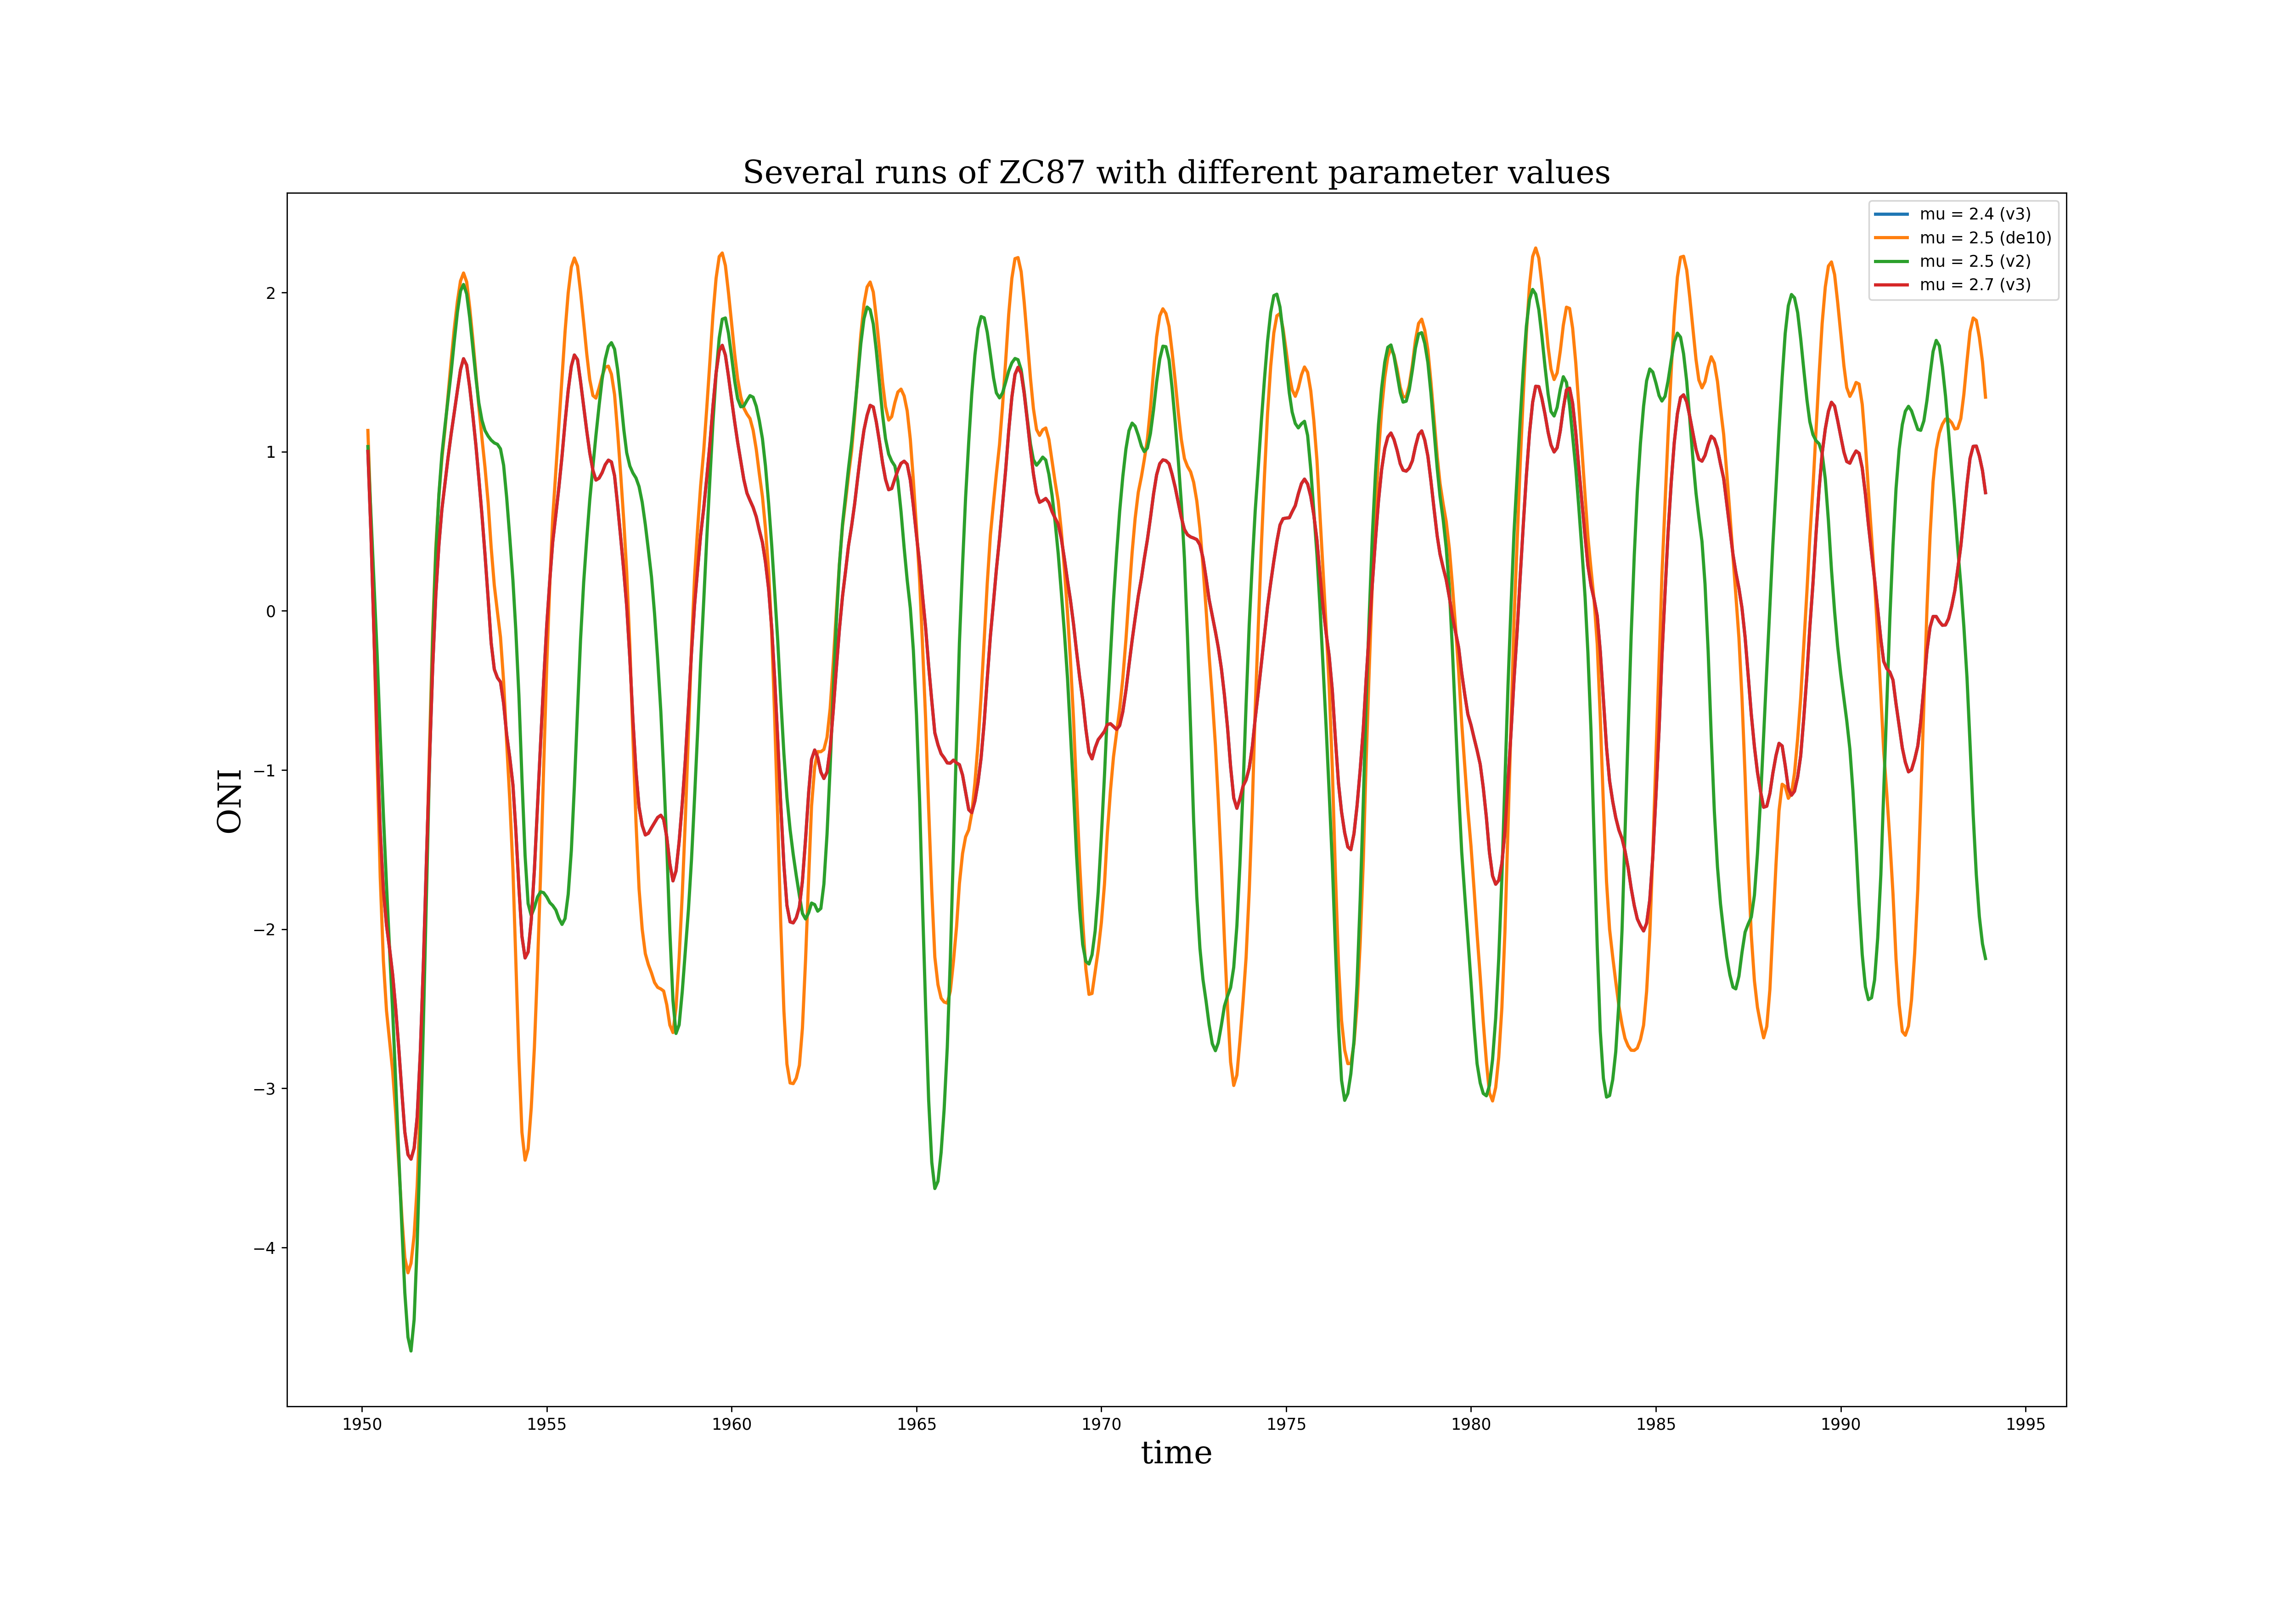 Several runs of ZC87 with different parameter values
mu = 2.4 (v3)
mu = 2.5 (de10)
mu = 2.5 (v2)
mu = 2.7 (v3)
2
1
0
−1
−2
−3
−4
ONI
1950 1955 1960 1965 1970 1975 1980 1985 1990 1995
time